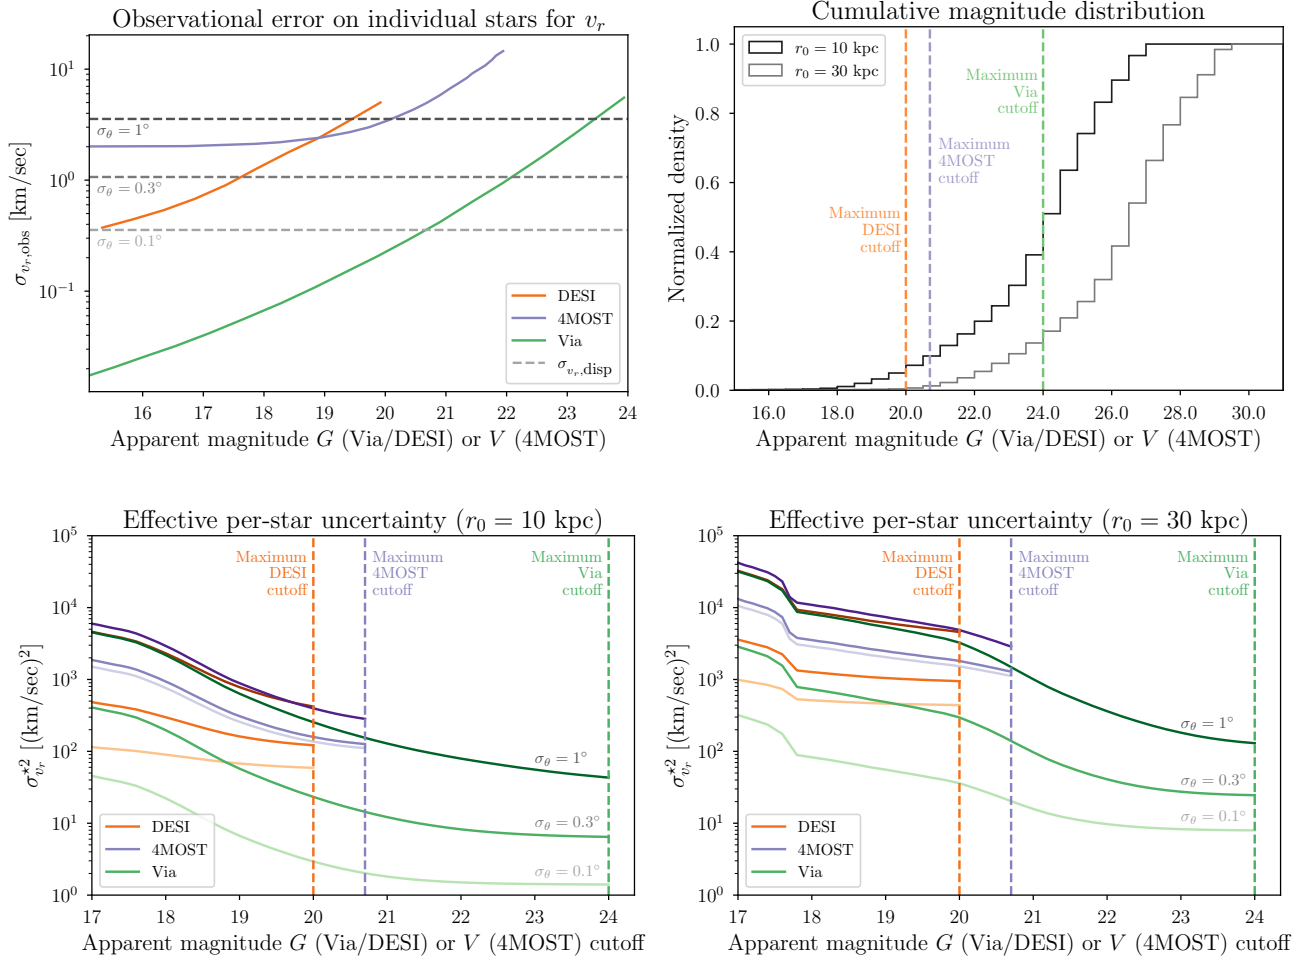 Observational error on individual stars for v_r
σ_{v_r,obs} [km/sec]
10^1
10^0
10^{-1}
σ_θ = 1°
σ_θ = 0.3°
σ_θ = 0.1°
DESI
4MOST
Via
σ_{v_r,disp}
16 17 18 19 20 21 22 23 24
Apparent magnitude G (Via/DESI) or V (4MOST)
Cumulative magnitude distribution
Normalized density
1.0
0.8
0.6
0.4
0.2
0.0
r_0 = 10 kpc
r_0 = 30 kpc
Maximum
Via
cutoff
Maximum
4MOST
cutoff
Maximum
DESI
cutoff
16.0 18.0 20.0 22.0 24.0 26.0 28.0 30.0
Apparent magnitude G (Via/DESI) or V (4MOST)
Effective per-star uncertainty (r_0 = 10 kpc)
σ_{v_r}^{⋆2} [(km/sec)^2]
10^5
10^4
10^3
10^2
10^1
10^0
Maximum
DESI
cutoff
Maximum
4MOST
cutoff
Maximum
Via
cutoff
σ_θ = 1°
σ_θ = 0.3°
σ_θ = 0.1°
DESI
4MOST
Via
17 18 19 20 21 22 23 24
Apparent magnitude G (Via/DESI) or V (4MOST) cutoff
Effective per-star uncertainty (r_0 = 30 kpc)
σ_{v_r}^{⋆2} [(km/sec)^2]
10^5
10^4
10^3
10^2
10^1
10^0
Maximum
DESI
cutoff
Maximum
4MOST
cutoff
Maximum
Via
cutoff
σ_θ = 1°
σ_θ = 0.3°
σ_θ = 0.1°
DESI
4MOST
Via
17 18 19 20 21 22 23 24
Apparent magnitude G (Via/DESI) or V (4MOST) cutoff